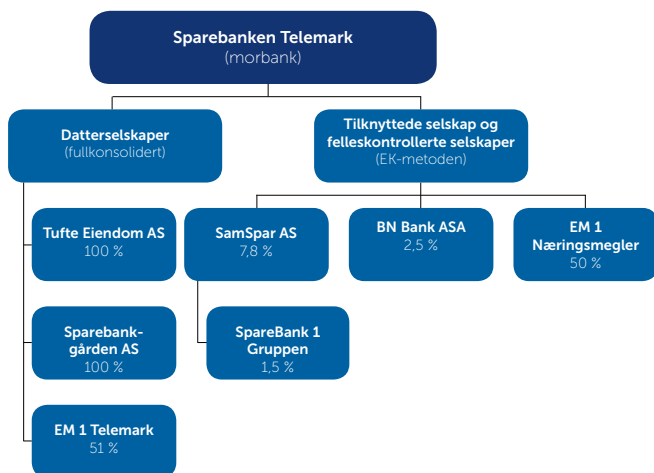 Sparebanken Telemark
(morbank)
Datterselskaper
(fullkonsolidert)
Tilknyttede selskap og
felleskontrollerte selskaper
(EK-metoden)
Tufte Eiendom AS
100 %
SamSpar AS
7,8 %
BN Bank ASA
2,5 %
EM 1
Næringsmegler
50 %
Sparebank-
gården AS
100 %
SpareBank 1
Gruppen
1,5 %
EM 1 Telemark
51 %